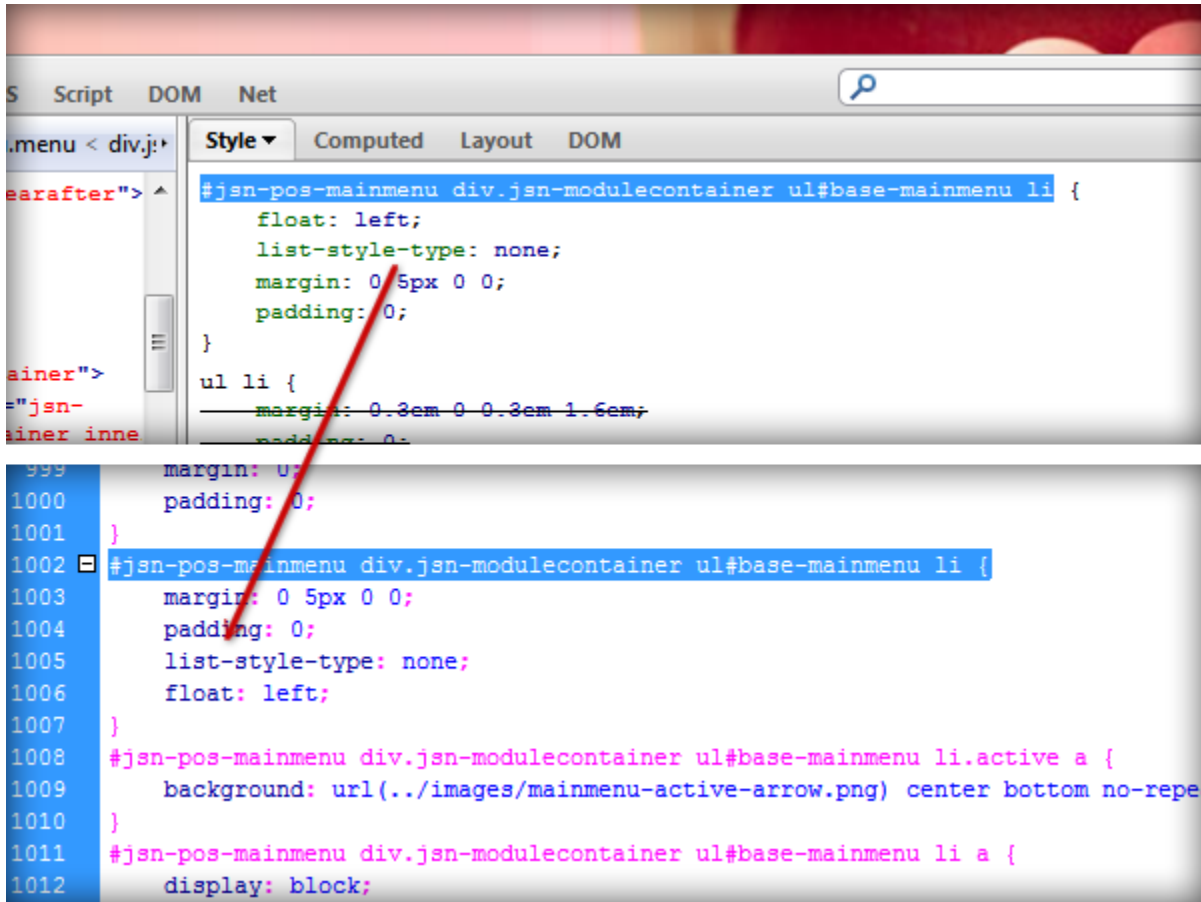 S Script DOM Net
.menu < div.j:
Style Computed Layout DOM
earafter">
#jsn-pos-mainmenu div.jsn-modulecontainer ul#base-mainmenu li {
float: left;
list-style-type: none;
margin: 0 5px 0 0;
padding: 0;
}
ainer">
ul li {
="jsn-
margin: 0.3em 0 0.3em 1.6em;
ainer inne
padding: 0;
999 margin: 0;
1000 padding: 0;
1001 }
1002 #jsn-pos-mainmenu div.jsn-modulecontainer ul#base-mainmenu li {
1003 margin: 0 5px 0 0;
1004 padding: 0;
1005 list-style-type: none;
1006 float: left;
1007 }
1008 #jsn-pos-mainmenu div.jsn-modulecontainer ul#base-mainmenu li.active a {
1009 background: url(../images/mainmenu-active-arrow.png) center bottom no-repe
1010 }
1011 #jsn-pos-mainmenu div.jsn-modulecontainer ul#base-mainmenu li a {
1012 display: block;